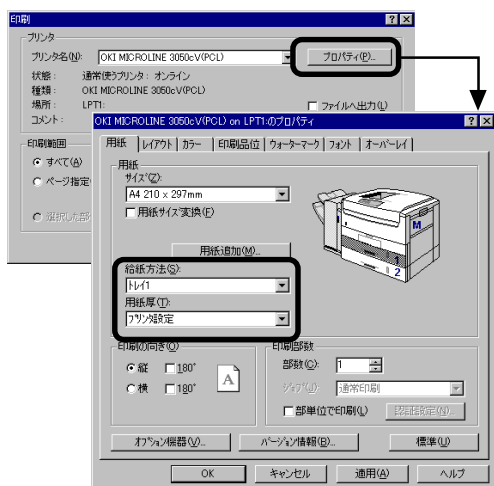 印刷
プリンタ
プリンタ名(N): OKI MICROLINE 3050cV(PCL) プロパティ(P)...
状態: 通常使うプリンタ: オンライン
種類: OKI MICROLINE 3050cV(PCL)
場所: LPT1: ファイルへ出力(L)
コメント:
印刷範囲
すべて(A)
ページ指定
選択した部
OKI MICROLINE 3050cV(PCL) on LPT1:のプロパティ
用紙 レイアウト カラー 印刷品位 ウォーターマーク フォント オーバーレイ
用紙
サイズ(Z):
A4 210 x 297mm
用紙サイズ変換(F)
用紙追加(M)...
給紙方法(S):
トレイ1
用紙厚(T):
プリンタ設定
M
1
2
印刷の向き(O)
縦 180°
横 180°
A
印刷部数
部数(C): 1
ジョブ(J): 通常印刷
部単位で印刷(L) 認証設定(N)...
オプション機器(V)... バージョン情報(B)... 標準(U)
OK キャンセル 適用(A) ヘルプ